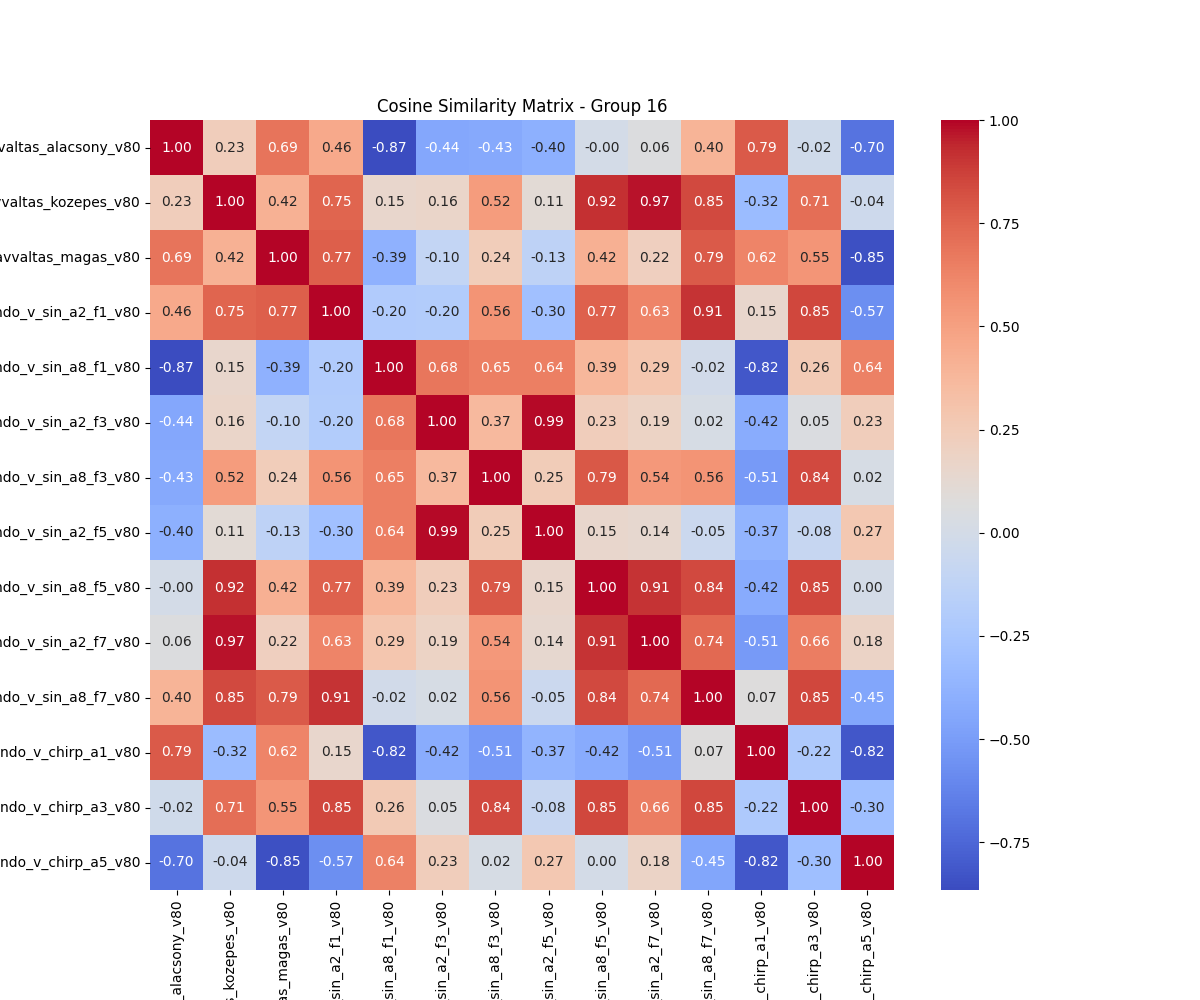 Cosine Similarity Matrix - Group 16
valtas_alacsony_v80 1.00 0.23 0.69 0.46 -0.87 -0.44 -0.43 -0.40 -0.00 0.06 0.40 0.79 -0.02 -0.70
valtas_kozepes_v80 0.23 1.00 0.42 0.75 0.15 0.16 0.52 0.11 0.92 0.97 0.85 -0.32 0.71 -0.04
avvaltas_magas_v80 0.69 0.42 1.00 0.77 -0.39 -0.10 0.24 -0.13 0.42 0.22 0.79 0.62 0.55 -0.85
ndo_v_sin_a2_f1_v80 0.46 0.75 0.77 1.00 -0.20 -0.20 0.56 -0.30 0.77 0.63 0.91 0.15 0.85 -0.57
ndo_v_sin_a8_f1_v80 -0.87 0.15 -0.39 -0.20 1.00 0.68 0.65 0.64 0.39 0.29 -0.02 -0.82 0.26 0.64
ndo_v_sin_a2_f3_v80 -0.44 0.16 -0.10 -0.20 0.68 1.00 0.37 0.99 0.23 0.19 0.02 -0.42 0.05 0.23
ndo_v_sin_a8_f3_v80 -0.43 0.52 0.24 0.56 0.65 0.37 1.00 0.25 0.79 0.54 0.56 -0.51 0.84 0.02
ndo_v_sin_a2_f5_v80 -0.40 0.11 -0.13 -0.30 0.64 0.99 0.25 1.00 0.15 0.14 -0.05 -0.37 -0.08 0.27
ndo_v_sin_a8_f5_v80 -0.00 0.92 0.42 0.77 0.39 0.23 0.79 0.15 1.00 0.91 0.84 -0.42 0.85 0.00
ndo_v_sin_a2_f7_v80 0.06 0.97 0.22 0.63 0.29 0.19 0.54 0.14 0.91 1.00 0.74 -0.51 0.66 0.18
ndo_v_sin_a8_f7_v80 0.40 0.85 0.79 0.91 -0.02 0.02 0.56 -0.05 0.84 0.74 1.00 0.07 0.85 -0.45
ndo_v_chirp_a1_v80 0.79 -0.32 0.62 0.15 -0.82 -0.42 -0.51 -0.37 -0.42 -0.51 0.07 1.00 -0.22 -0.82
ndo_v_chirp_a3_v80 -0.02 0.71 0.55 0.85 0.26 0.05 0.84 -0.08 0.85 0.66 0.85 -0.22 1.00 -0.30
ndo_v_chirp_a5_v80 -0.70 -0.04 -0.85 -0.57 0.64 0.23 0.02 0.27 0.00 0.18 -0.45 -0.82 -0.30 1.00
_alacsony_v80
s_kozepes_v80
as_magas_v80
sin_a2_f1_v80
sin_a8_f1_v80
sin_a2_f3_v80
sin_a8_f3_v80
sin_a2_f5_v80
sin_a8_f5_v80
sin_a2_f7_v80
sin_a8_f7_v80
_chirp_a1_v80
_chirp_a3_v80
_chirp_a5_v80
1.00
0.75
0.50
0.25
0.00
−0.25
−0.50
−0.75